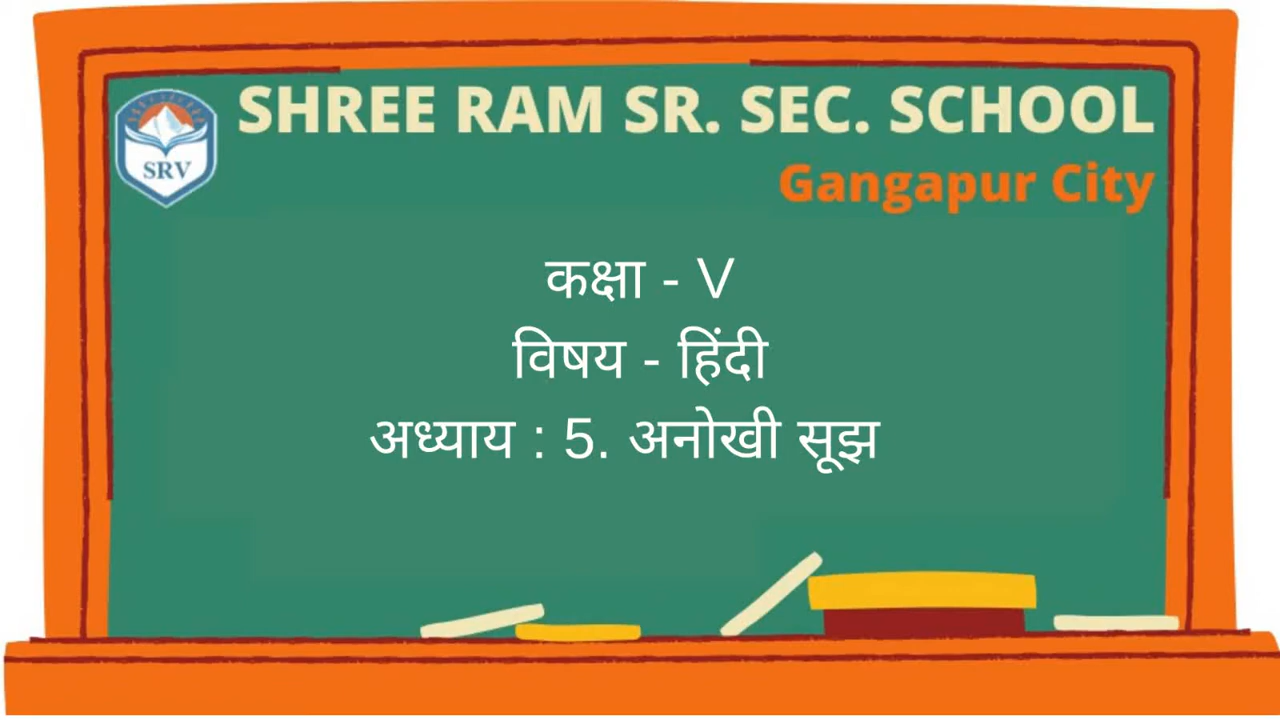 SHREE RAM SR. SEC. SCHOOL
SRV
Gangapur City
कक्षा - V
विषय - हिंदी
अध्याय : 5. अनोखी सूझ